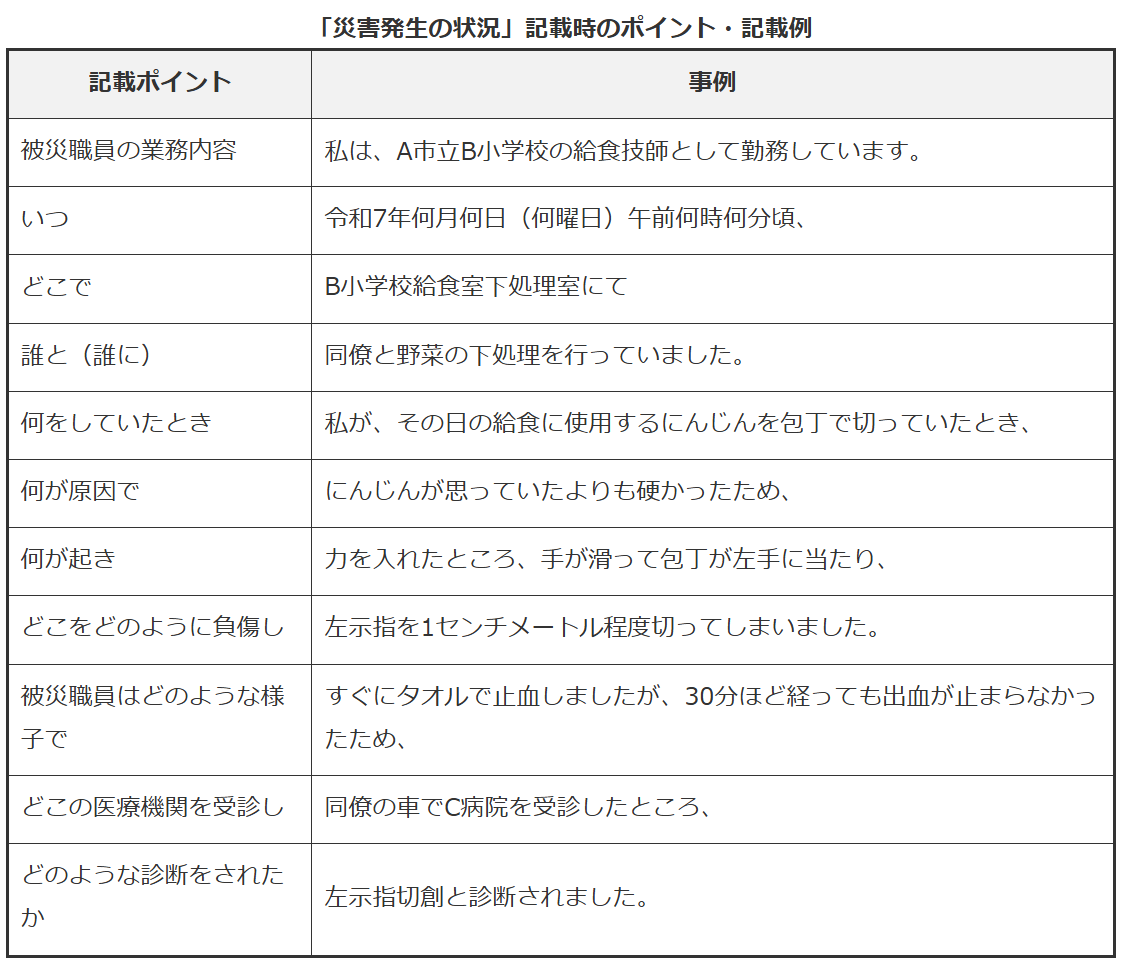 「災害発生の状況」記載時のポイント・記載例
記載ポイント
事例
被災職員の業務内容
私は、A市立B小学校の給食技師として勤務しています。
いつ
令和7年何月何日（何曜日）午前何時何分頃、
どこで
B小学校給食室下処理室にて
誰と（誰に）
同僚と野菜の下処理を行っていました。
何をしていたとき
私が、その日の給食に使用するにんじんを包丁で切っていたとき、
何が原因で
にんじんが思っていたよりも硬かったため、
何が起き
力を入れたところ、手が滑って包丁が左手に当たり、
どこをどのように負傷し
左示指を1センチメートル程度切ってしまいました。
被災職員はどのような様
子で
すぐにタオルで止血しましたが、30分ほど経っても出血が止まらなかっ
たため、
どこの医療機関を受診し
同僚の車でC病院を受診したところ、
どのような診断をされた
か
左示指切創と診断されました。